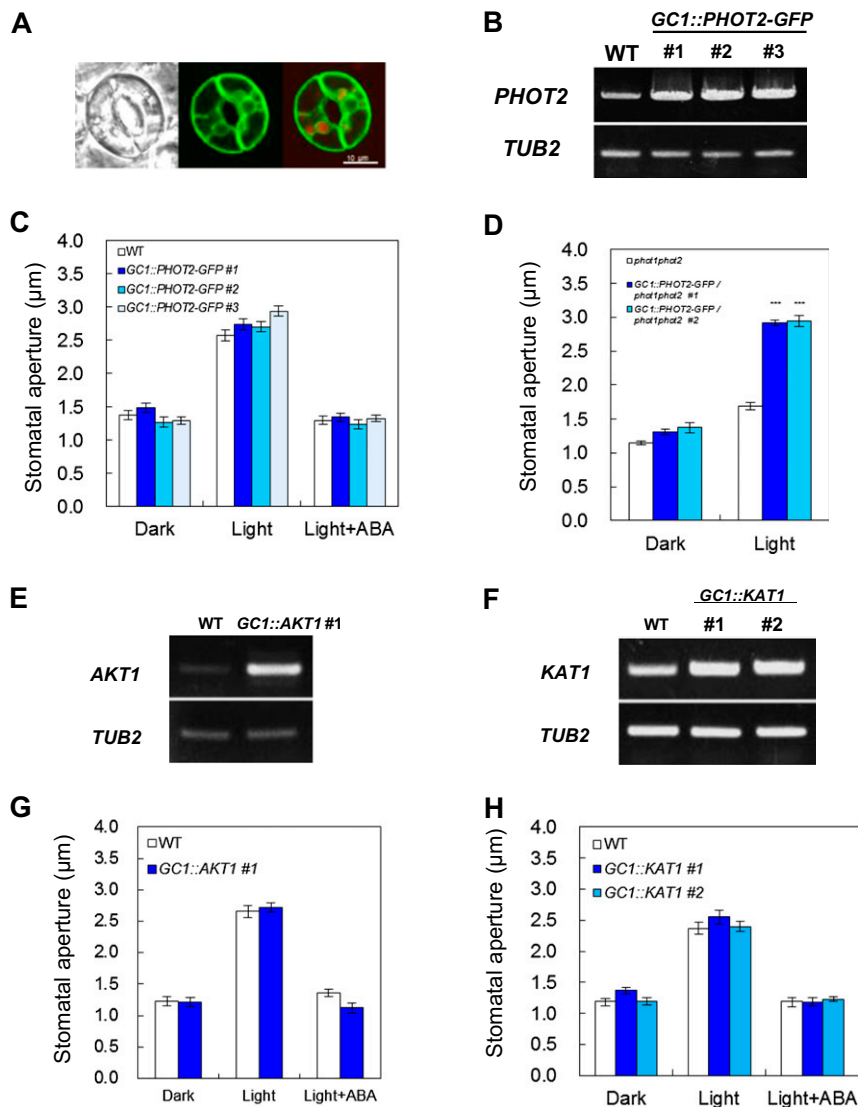 A
10 µm
B
GC1::PHOT2-GFP
WT #1 #2 #3
PHOT2
TUB2
C
Stomatal aperture (µm)
4.0
3.5
3.0
2.5
2.0
1.5
1.0
0.5
0.0
WT
GC1::PHOT2-GFP #1
GC1::PHOT2-GFP #2
GC1::PHOT2-GFP #3
Dark Light Light+ABA
D
Stomatal aperture (µm)
4.0
3.5
3.0
2.5
2.0
1.5
1.0
0.5
0.0
phot1phot2
GC1::PHOT2-GFP /
phot1phot2 #1
GC1::PHOT2-GFP /
phot1phot2 #2
*** ***
Dark Light
E
WT GC1::AKT1 #1
AKT1
TUB2
F
GC1::KAT1
WT #1 #2
KAT1
TUB2
G
Stomatal aperture (µm)
4.0
3.5
3.0
2.5
2.0
1.5
1.0
0.5
0.0
WT
GC1::AKT1 #1
Dark Light Light+ABA
H
Stomatal aperture (µm)
4.0
3.5
3.0
2.5
2.0
1.5
1.0
0.5
0.0
WT
GC1::KAT1 #1
GC1::KAT1 #2
Dark Light Light+ABA